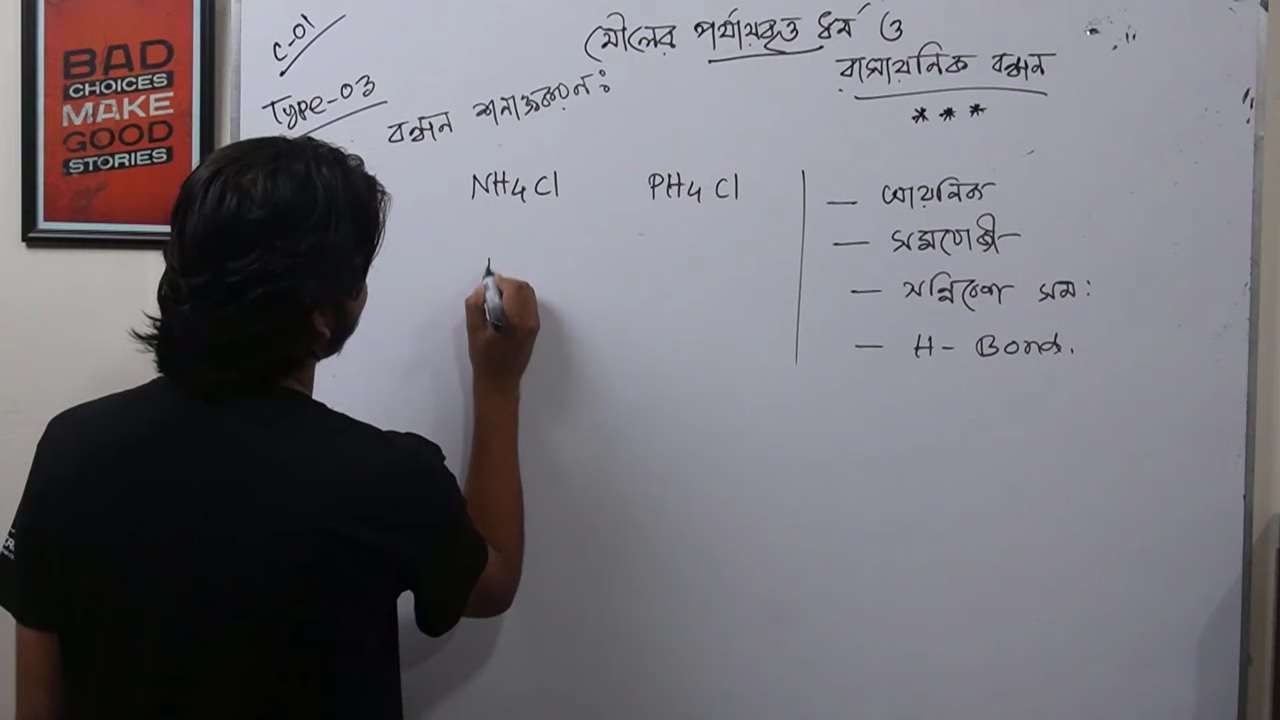 BAD
CHOICES
MAKE
GOOD
STORIES
C-01
Type-03
মৌলের পর্যায়বৃত্ত ধর্ম ও
রাসায়নিক বন্ধন
***
বন্ধন শনাক্তকরণ:
NH4Cl PH4Cl
— আয়নিক
— সমযোজী
— সন্নিবেশ সম:
— H-Bond.